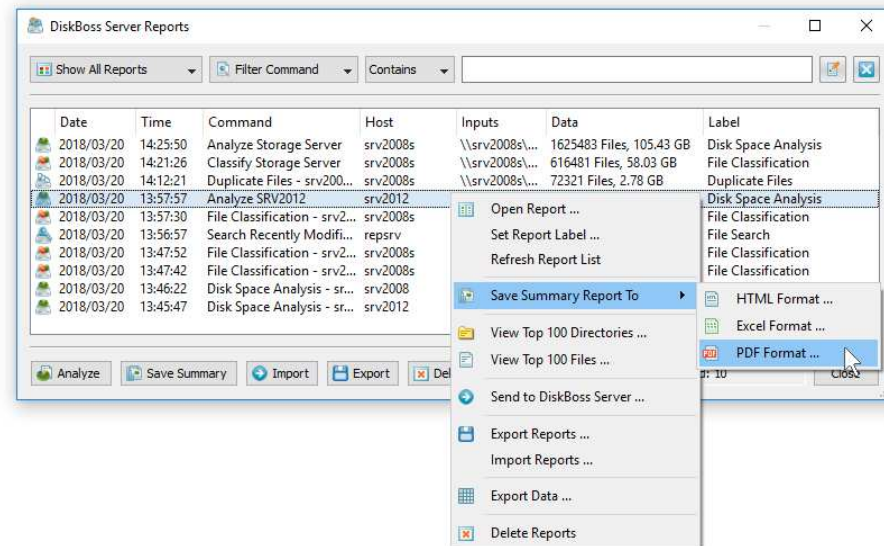 DiskBoss Server Reports
Show All Reports Filter Command Contains
Date Time Command Host Inputs Data Label
2018/03/20 14:25:50 Analyze Storage Server srv2008s \\srv2008s\... 1625483 Files, 105.43 GB Disk Space Analysis
2018/03/20 14:21:26 Classify Storage Server srv2008s \\srv2008s\... 616481 Files, 58.03 GB File Classification
2018/03/20 14:12:21 Duplicate Files - srv200... srv2008s \\srv2008s\... 72321 Files, 2.78 GB Duplicate Files
2018/03/20 13:57:57 Analyze SRV2012 srv2012 Disk Space Analysis
2018/03/20 13:57:30 File Classification - srv2... srv2008s File Classification
2018/03/20 13:56:57 Search Recently Modifi... repsrv File Search
2018/03/20 13:47:52 File Classification - srv2... srv2008s File Classification
2018/03/20 13:47:42 File Classification - srv2... srv2008s File Classification
2018/03/20 13:46:22 Disk Space Analysis - sr... srv2008
2018/03/20 13:45:47 Disk Space Analysis - sr... srv2012
Open Report ...
Set Report Label ...
Refresh Report List
Save Summary Report To
HTML Format ...
Excel Format ...
PDF Format ...
View Top 100 Directories ...
View Top 100 Files ...
Send to DiskBoss Server ...
Export Reports ...
Import Reports ...
Export Data ...
Delete Reports
Analyze Save Summary Import Export Del d: 10 Close